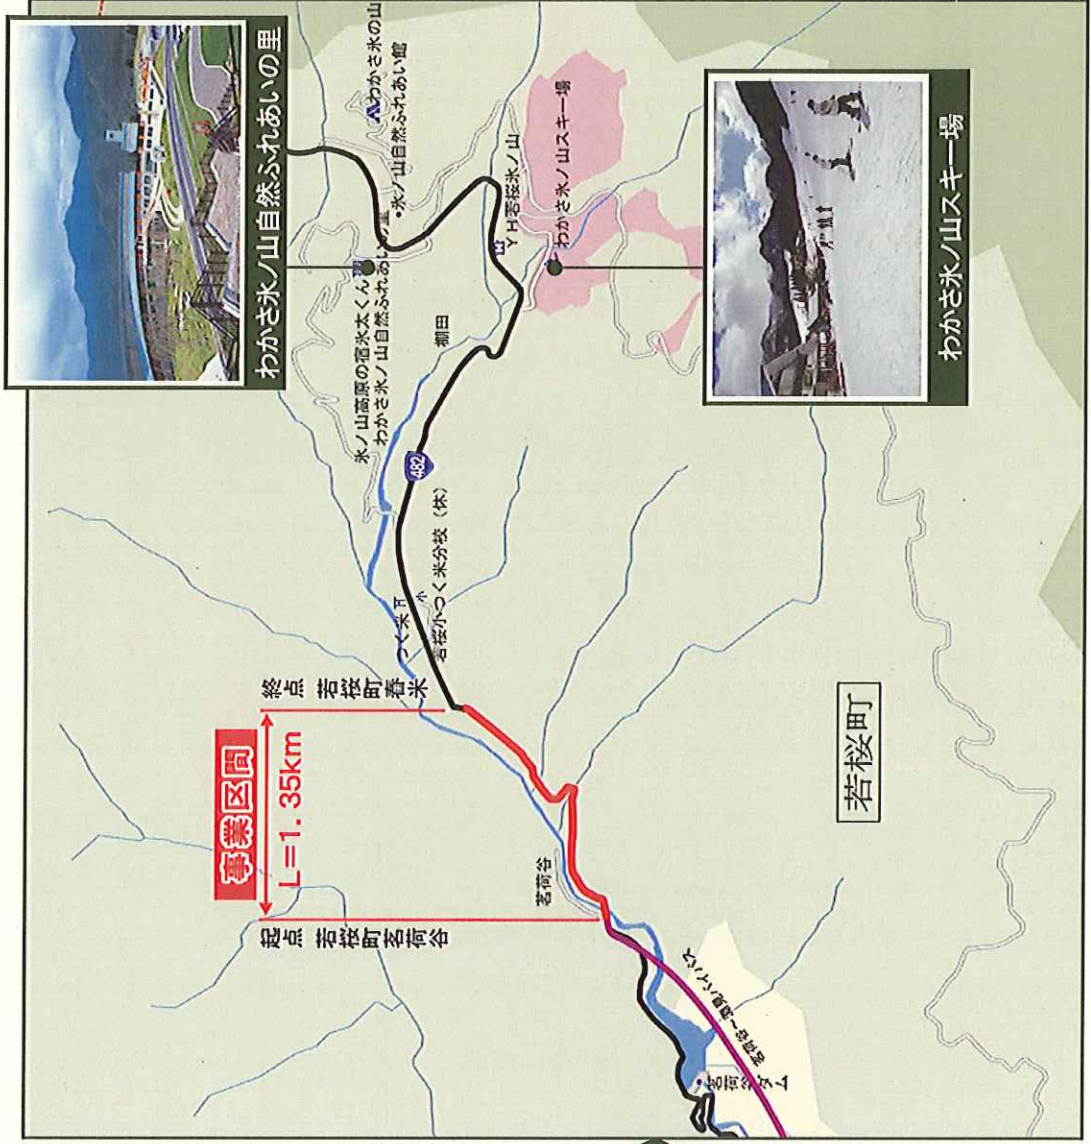 わかさ氷ノ山自然ふれあいの里
わかさ氷の山
・氷ノ山自然ふれあい館
氷ノ山高原の宿氷太くん
わかさ氷ノ山自然ふれあいの里
YH若桜氷ノ山
わかさ氷ノ山スキー場
わかさ氷ノ山スキー場
棚田
482
つく米
小
若桜小つく米分校（休）
終点 若桜町舂米
事業区間
L=1.35km
起点 若桜町茗荷谷
茗荷谷
若桜町
茗荷谷ダム